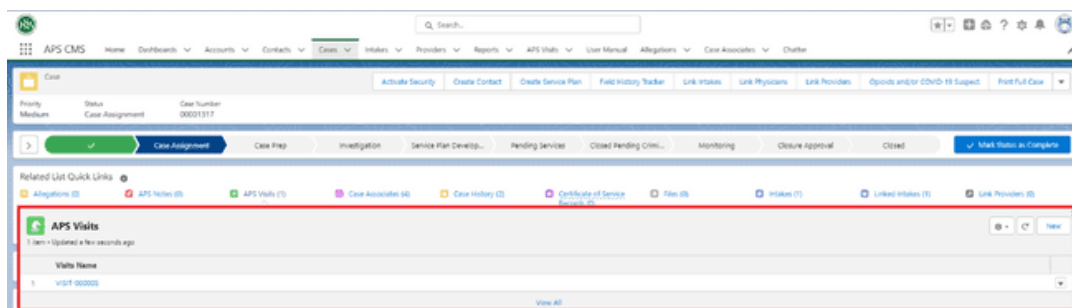 Search...
APS CMS Home Dashboards Accounts Contacts Cases Intakes Providers Reports APS Visits User Manual Allegations Case Associates Chatter
Case
Activate Security Create Contact Create Service Plan Field History Tracker Link Intakes Link Physicians Link Providers Opioids and/or COVID-19 Suspect Print Full Case
Priority Status Case Number
Medium Case Assignment 00001317
Case Assignment Case Prep Investigation Service Plan Develop... Pending Services Closed Pending Crimi... Monitoring Closure Approval Closed Mark Status as Complete
Related List Quick Links
Allegations (0) APS Notes (0) APS Visits (1) Case Associates (4) Case History (2) Certificate of Service Files (0) Intakes (1) Linked Intakes (1) Link Providers (0)
Records (0)
APS Visits
New
1 item • Updated a few seconds ago
Visits Name
1 VISIT-000005
View All